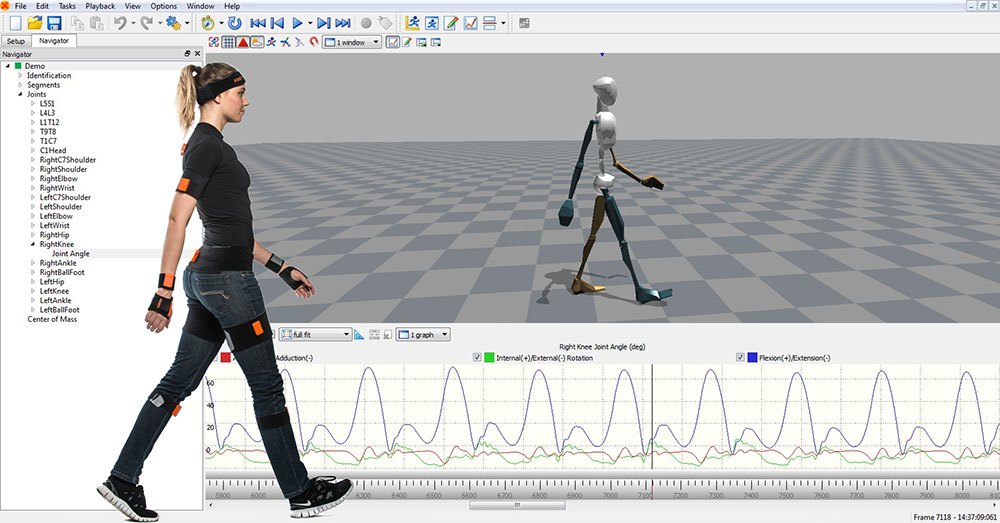 File Edit Tasks Playback View Options Window Help
1 window
Setup Navigator
Navigator
Demo
Identification
Segments
Joints
L5S1
L4L3
L1T12
T9T8
T1C7
C1Head
RightC7Shoulder
RightShoulder
RightElbow
RightWrist
LeftC7Shoulder
LeftShoulder
LeftElbow
LeftWrist
RightHip
RightKnee
Joint Angle
RightAnkle
RightBallFoot
LeftHip
LeftKnee
LeftAnkle
LeftBallFoot
Center of Mass
full fit 1 graph
Right Knee Joint Angle (deg)
Adduction(-) Internal(+)/External(-) Rotation Flexion(+)/Extension(-)
60
40
20
0
5900 6000 6200 6300 6400 6500 6600 6700 6800 6900 7000 7100 7200 7300 7400 7500 7600 7700 7800 7900 8000
Frame 7118 - 14:37:09:061